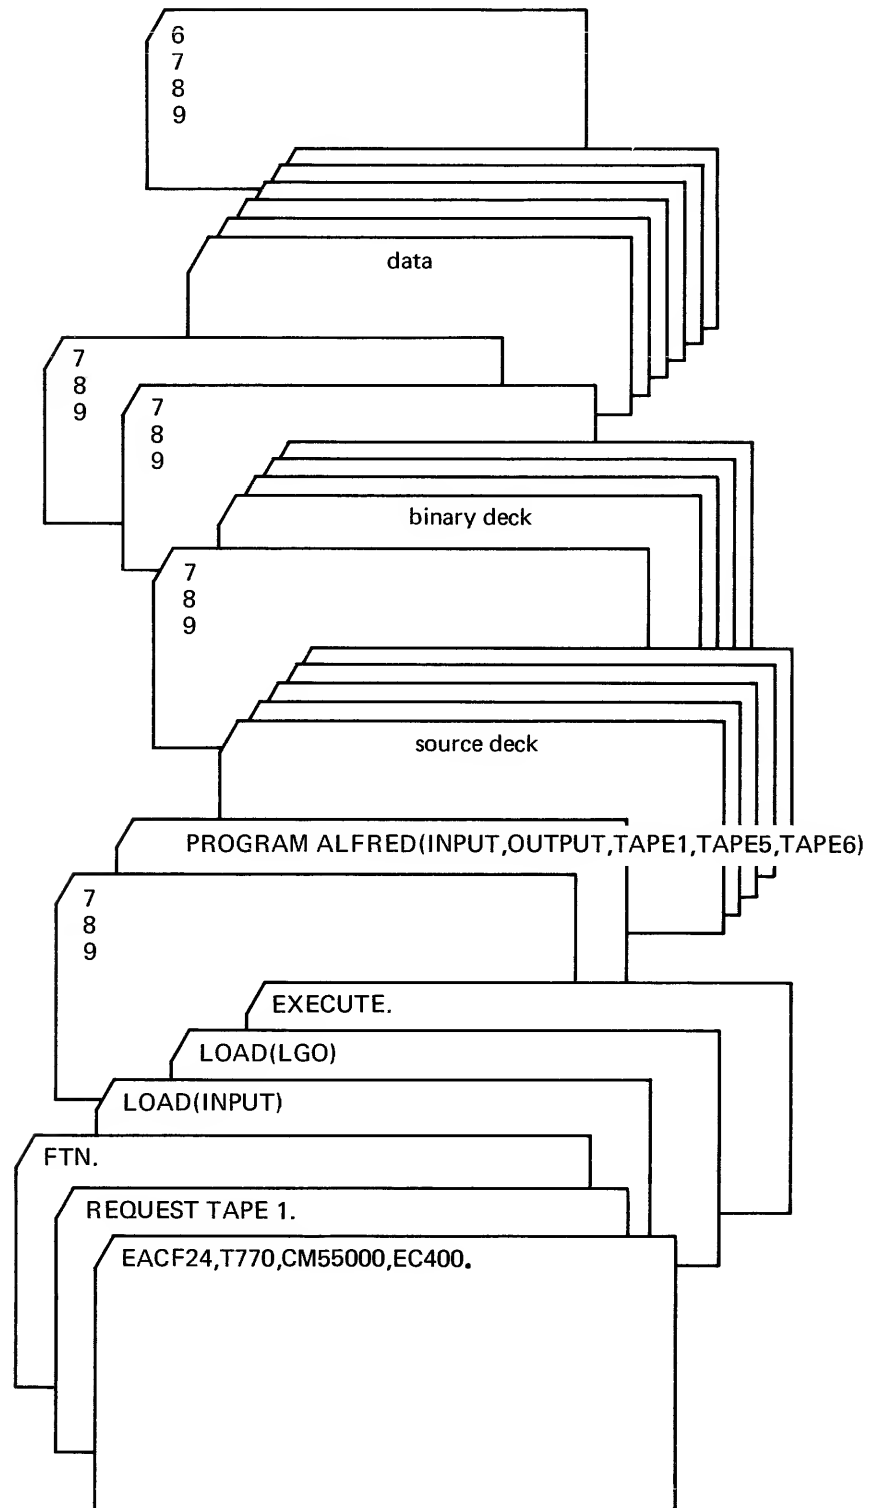 6
7
8
9
data
7
8
9
7
8
9
binary deck
7
8
9
source deck
PROGRAM ALFRED(INPUT,OUTPUT,TAPE1,TAPE5,TAPE6)
7
8
9
EXECUTE.
LOAD(LGO)
LOAD(INPUT)
FTN.
REQUEST TAPE 1.
EACF24,T770,CM55000,EC400.